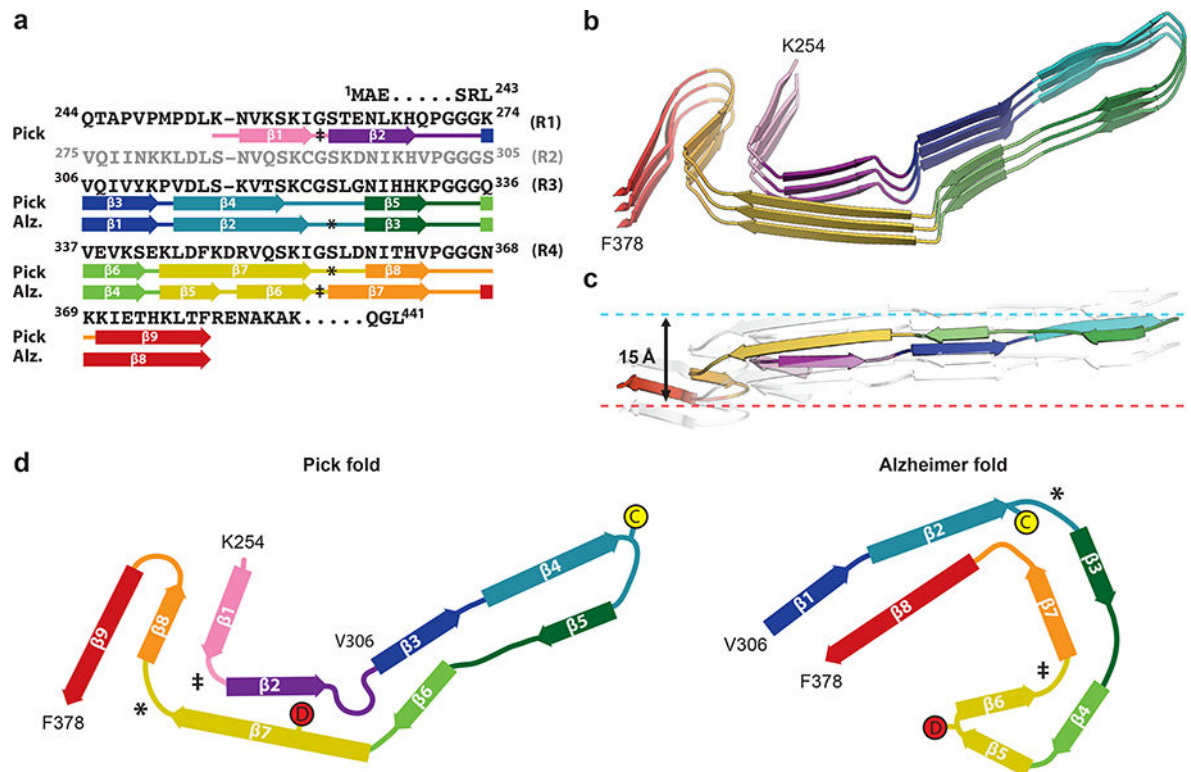 a
¹MAE.....SRL²⁴³
²⁴⁴QTAPVPMPDLK-NVKSKIGSTENLKHQPGGGK²⁷⁴ (R1)
Pick β1 ‡ β2
²⁷⁵VQIINKKLDLS-NVQSKCGSKDNIKHVPGGGS³⁰⁵ (R2)
³⁰⁶VQIVYKPVDLS-KVTSKCGSLGNIHHKPGGGQ³³⁶ (R3)
Pick β3 β4 β5
Alz. β1 β2 * β3
³³⁷VEVKSEKLDFKDRVQSKIGSLDNITHVPGGGN³⁶⁸ (R4)
Pick β6 β7 * β8
Alz. β4 β5 β6 ‡ β7
³⁶⁹KKIETHKLTFRENAKAK.....QGL⁴⁴¹
Pick β9
Alz. β8
b
K254
F378
c
15 Å
d
Pick fold
K254
β9
β8
β1
‡
β2
V306
β3
β4
C
β5
β6
D
β7
*
F378
Alzheimer fold
*
β2
C
β1
β3
β8
β7
V306
F378
‡
β6
D
β5
β4